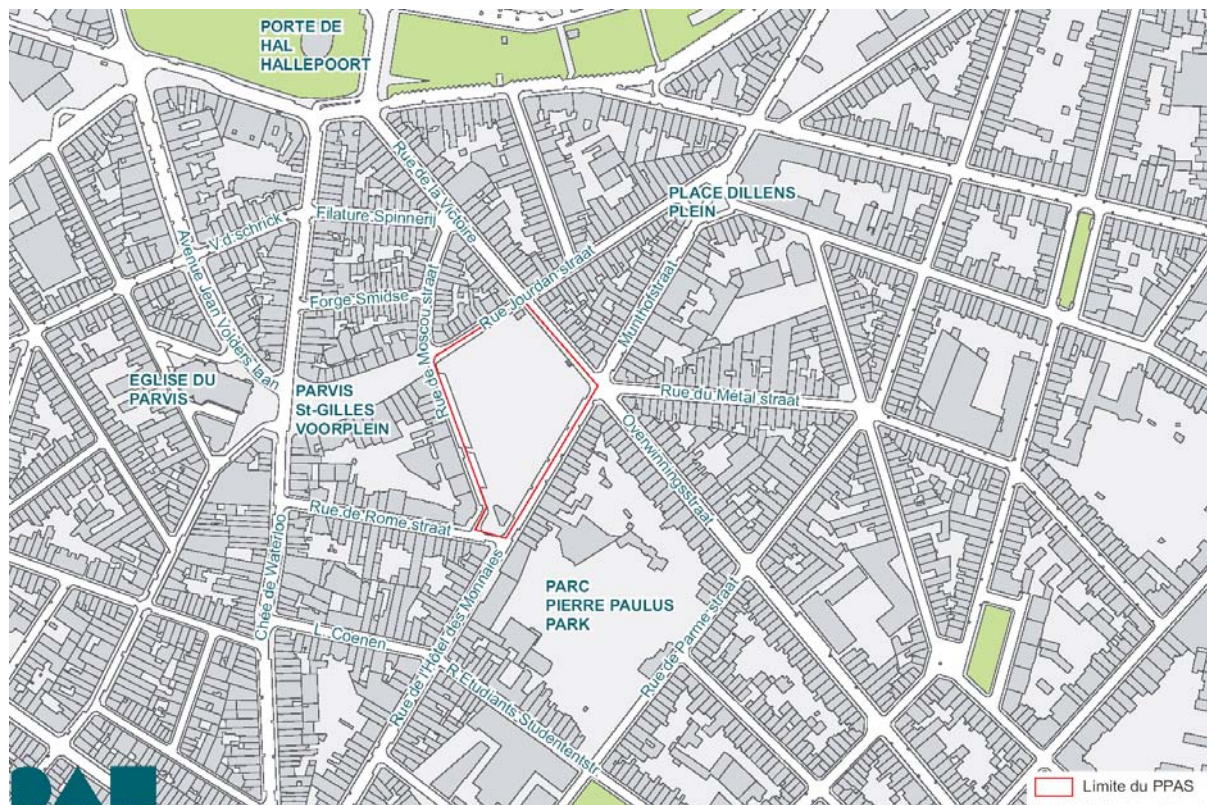 PORTE DE
HAL
HALLEPOORT
Rue de la Victoire
PLACE DILLENS
PLEIN
Filature Spinnerij
V.d schrick
Avenue Jean Volders laan
Rue Jourdan straat
Munthofstraat
Forge Smidse
Rue de Moscou straat
EGLISE DU
PARVIS
PARVIS
St-GILLES
VOORPLEIN
Rue du Métal straat
Overwinningsstraat
Rue de Rome straat
Chée de Waterloo
PARC
PIERRE PAULUS
PARK
Rue de l'Hôtel des Monnaies
Rue de Parme straat
L. Coenen
R.Etudiants Studentenstr.
Limite du PPAS